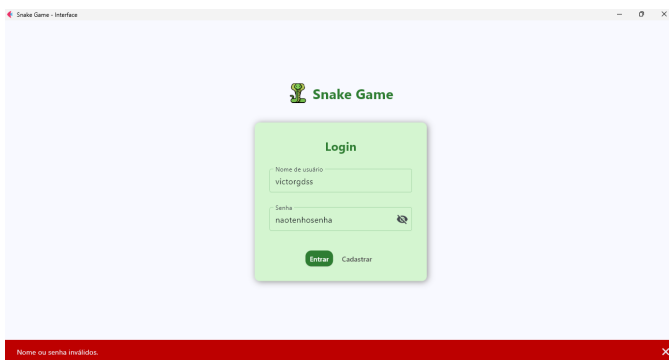 Snake Game - Interface
Snake Game
Login
Nome de usuário
victorgdss
Senha
naotenhosenha
Entrar Cadastrar
Nome ou senha inválidos.